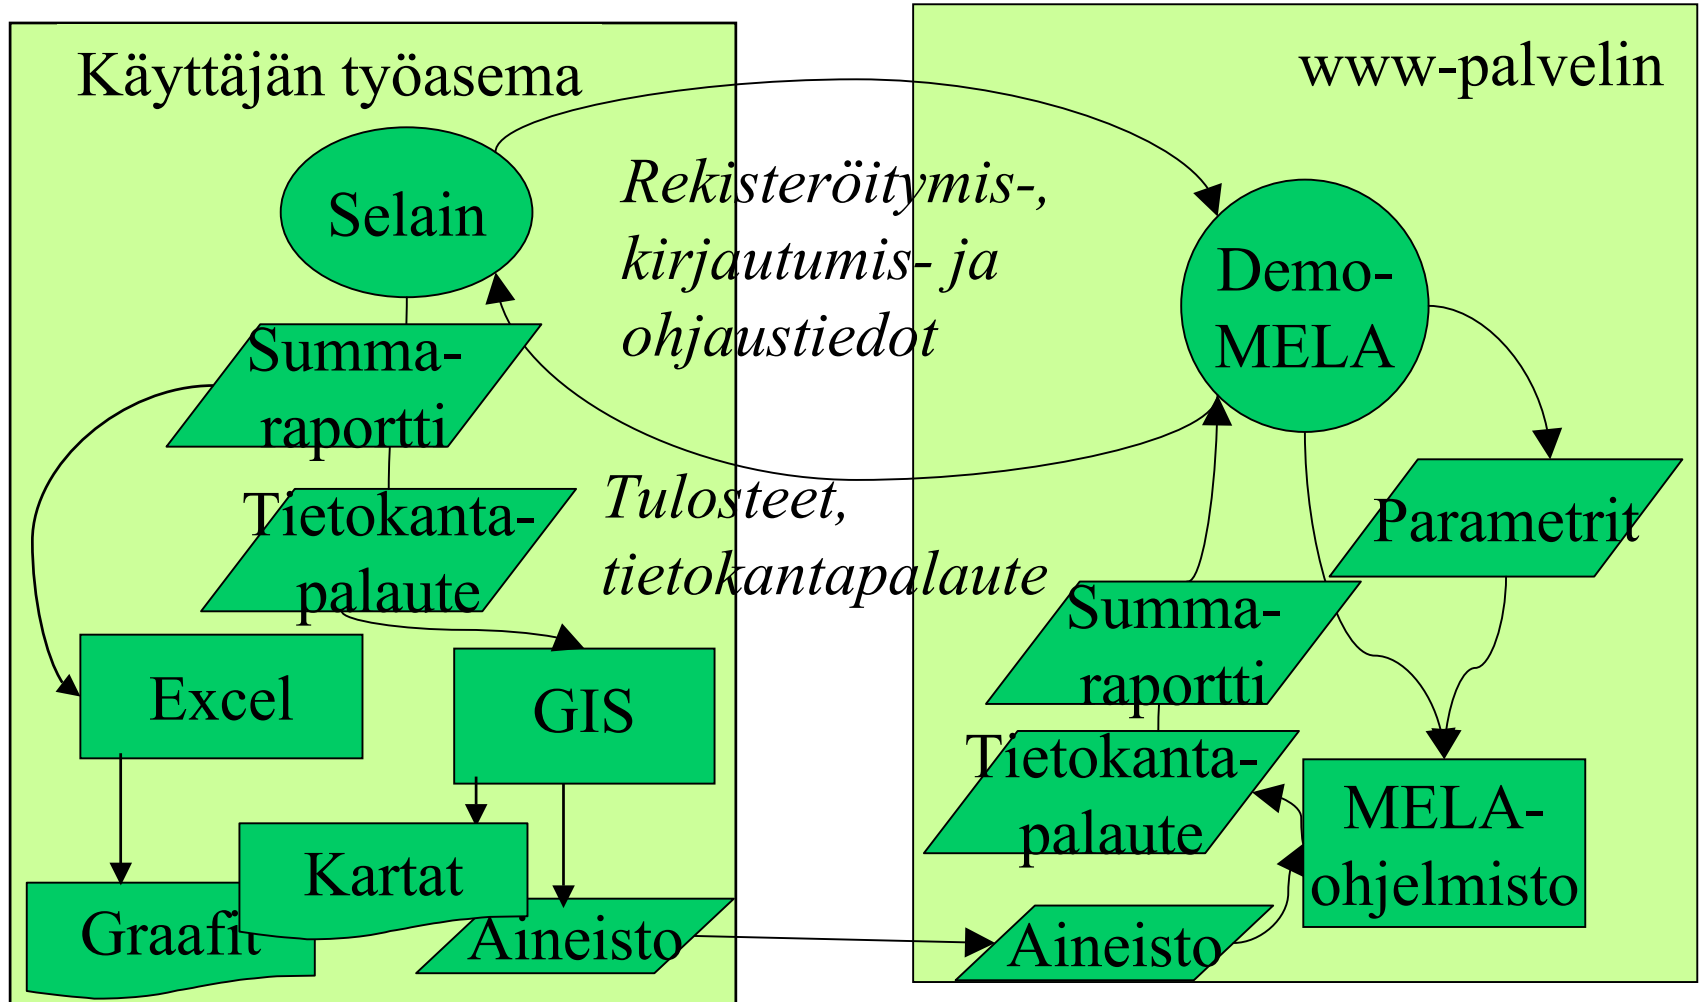 Käyttäjän työasema
www-palvelin
Selain
Rekisteröitymis-,
kirjautumis- ja
ohjaustiedot
Demo-
MELA
Summa-
raportti
Tietokanta-
palaute
Tulosteet,
tietokantapalaute
Parametrit
Summa-
raportti
Excel
GIS
Tietokanta-
palaute
MELA-
ohjelmisto
Kartat
Graafit
Aineisto
Aineisto